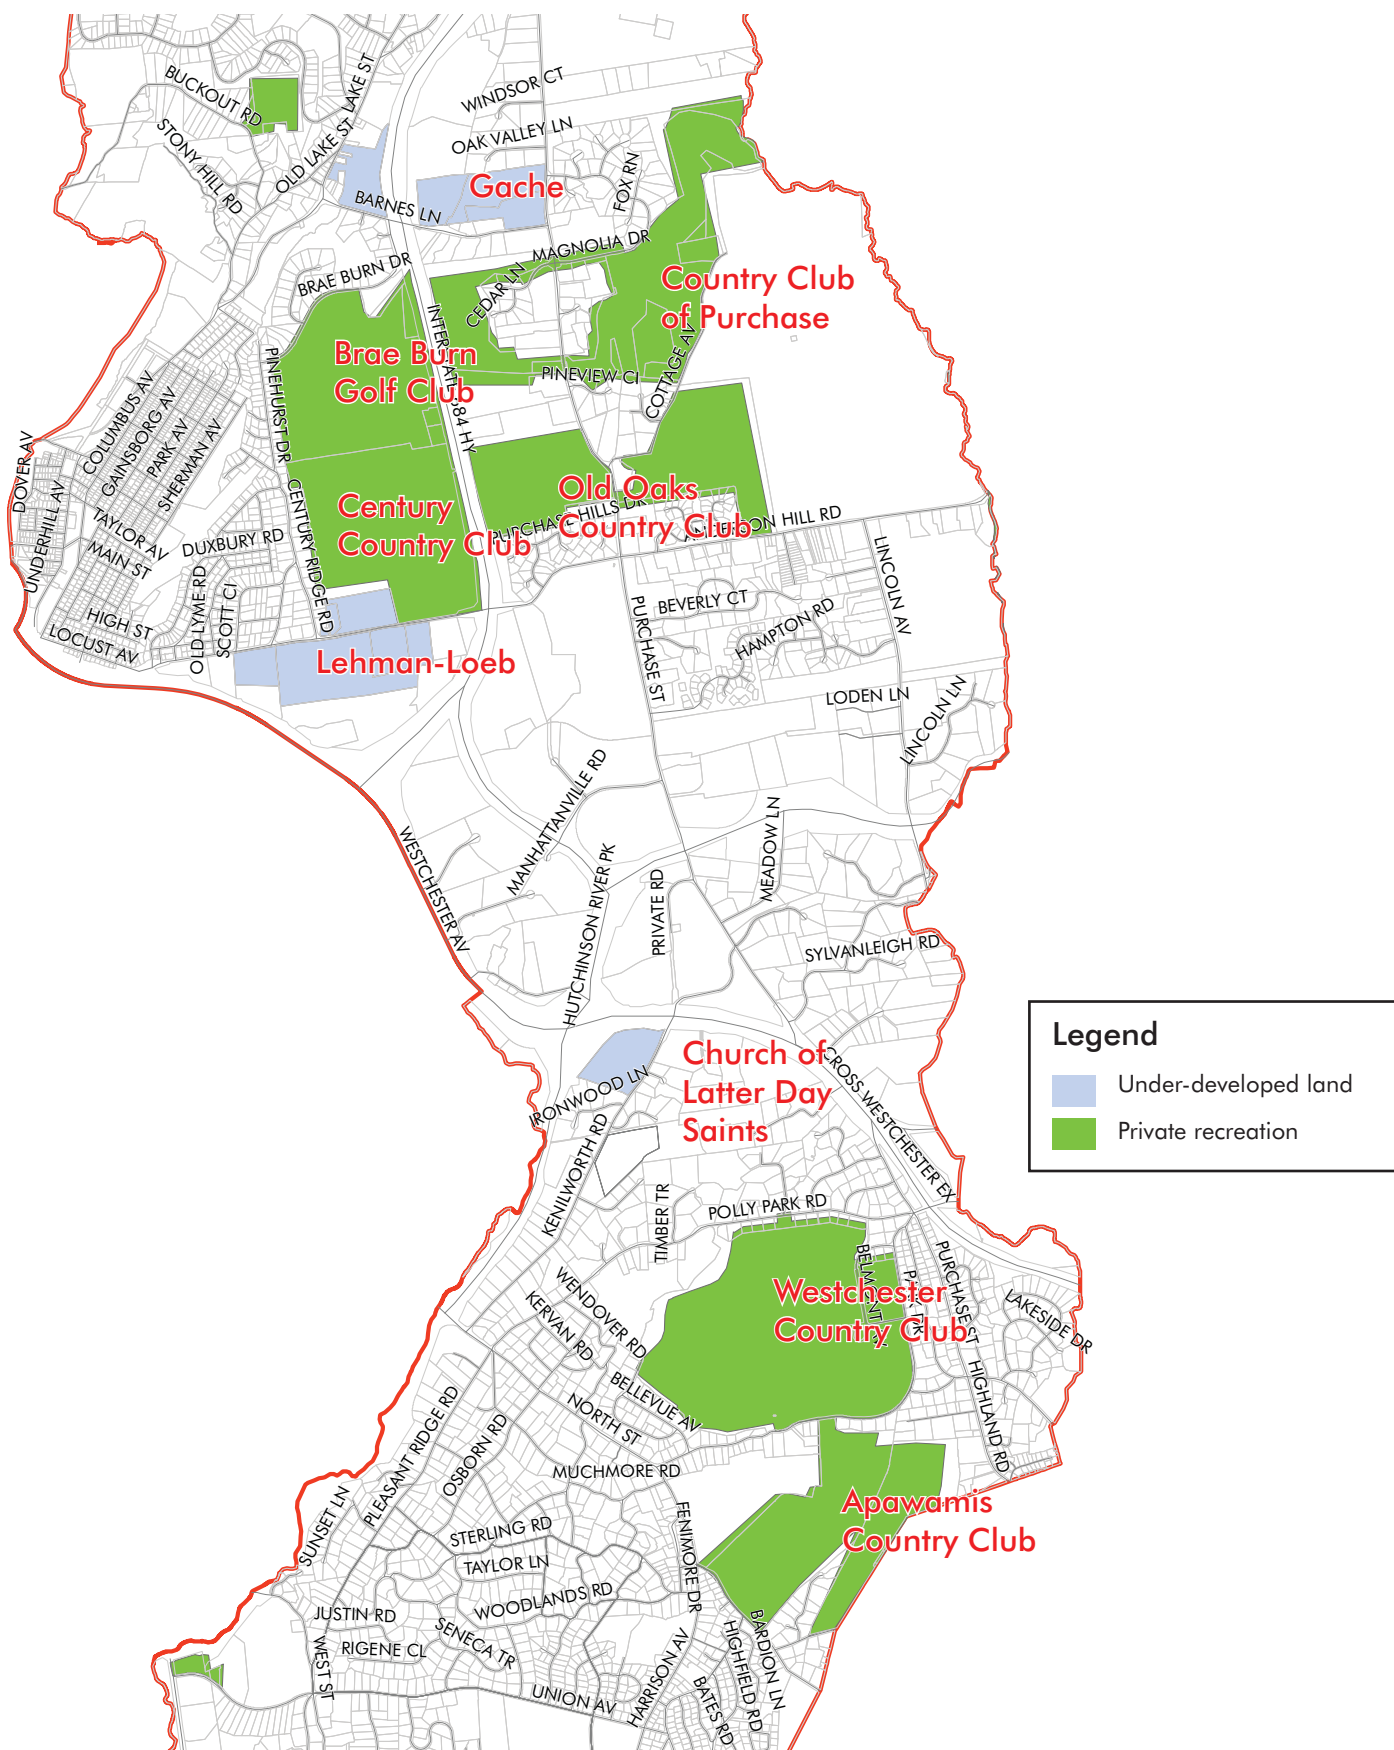 BUCKOUT RD
STONY HILL RD
OLD LAKE ST
LAKE ST
WINDSOR CT
OAK VALLEY LN
FOX RN
Gache
BARNES LN
MAGNOLIA DR
BRAE BURN DR
CEDAR LN
Country Club
of Purchase
Brae Burn
Golf Club
PINEVIEW CI
COTTAGE AV
PINEHURST DR
COLUMBUS AV
GAINSBORG AV
PARK AV
SHERMAN AV
DOVER AV
UNDERHILL AV
TAYLOR AV
MAIN ST
DUXBURY RD
CENTURY RIDGE RD
Century
Country Club
Old Oaks
Country Club
PURCHASE HILLS DR
HILL RD
OLD LYME RD
SCOTT CI
HIGH ST
LOCUST AV
Lehman-Loeb
BEVERLY CT
HAMPTON RD
LINCOLN AV
PURCHASE ST
LODEN LN
LINCOLN LN
MANHATTANVILLE RD
WESTCHESTER AV
HUTCHINSON RIVER PK
PRIVATE RD
MEADOW LN
SYLVANLEIGH RD
Legend
Under-developed land
Private recreation
Church of
Latter Day
Saints
CROSS WESTCHESTER EX
IRONWOOD LN
KENILWORTH RD
TIMBER TR
POLLY PARK RD
Westchester
Country Club
PURCHASE ST
LAKESIDE DR
WENDOVER RD
KERVAN RD
BELLEVUE AV
NORTH ST
HIGHLAND RD
PLEASANT RIDGE RD
OSBORN RD
MUCHMORE RD
Apawamis
Country Club
SUNSET LN
STERLING RD
TAYLOR LN
FENIMORE DR
WOODLANDS RD
JUSTIN RD
RIGENE CL
SENECA TR
WEST ST
UNION AV
HARRISON AV
BARDION LN
HIGHFIELD RD
BATES RD